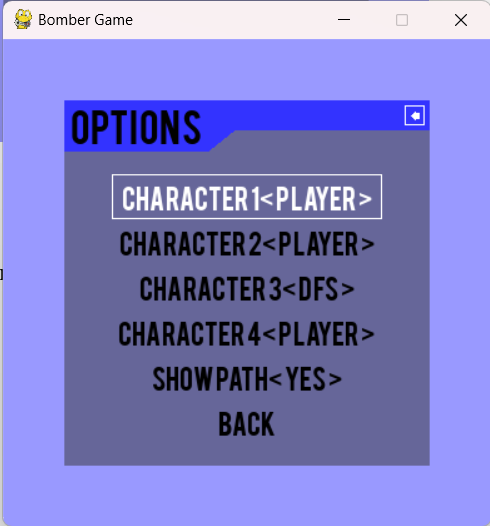 Bomber Game
OPTIONS
CHARACTER 1< PLAYER >
CHARACTER 2< PLAYER >
CHARACTER 3< DFS >
CHARACTER 4< PLAYER >
SHOW PATH< YES >
BACK